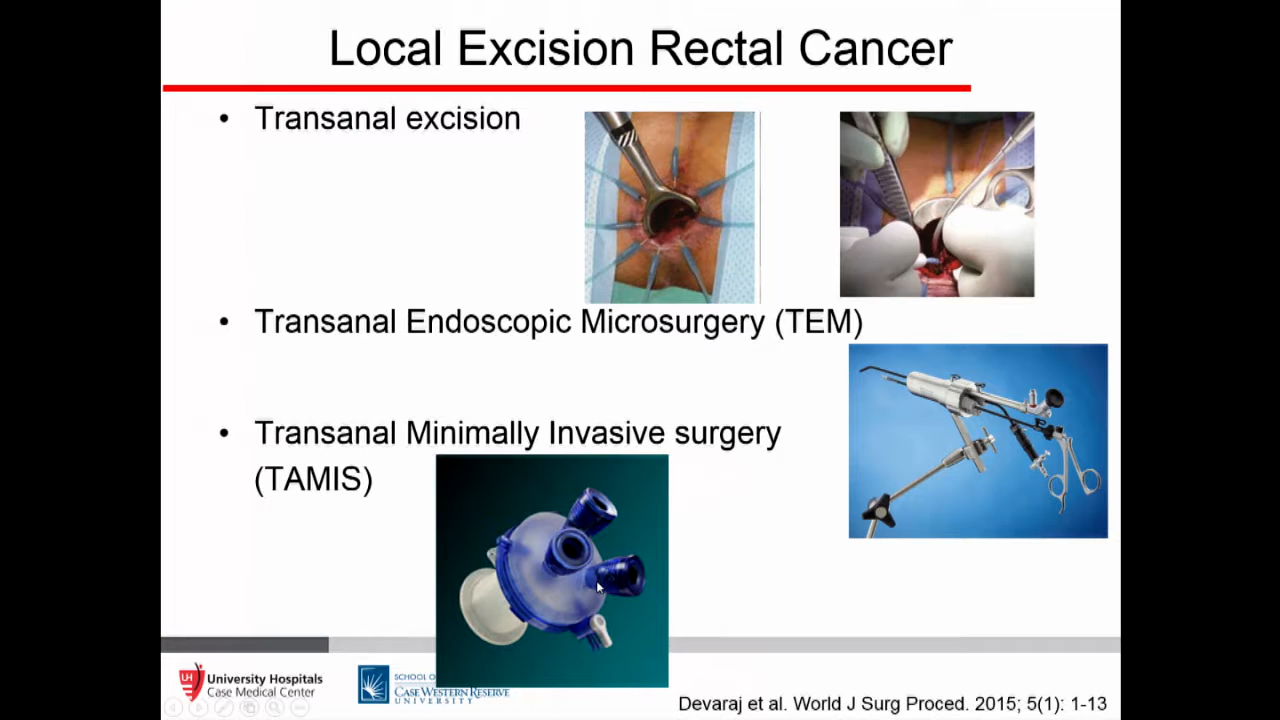 Local Excision Rectal Cancer
• Transanal excision
• Transanal Endoscopic Microsurgery (TEM)
• Transanal Minimally Invasive surgery
(TAMIS)
UH
University Hospitals
Case Medical Center
SCHOOL O
CASE WESTERN RESERVE
UNIVERSITY
Devaraj et al. World J Surg Proced. 2015; 5(1): 1-13